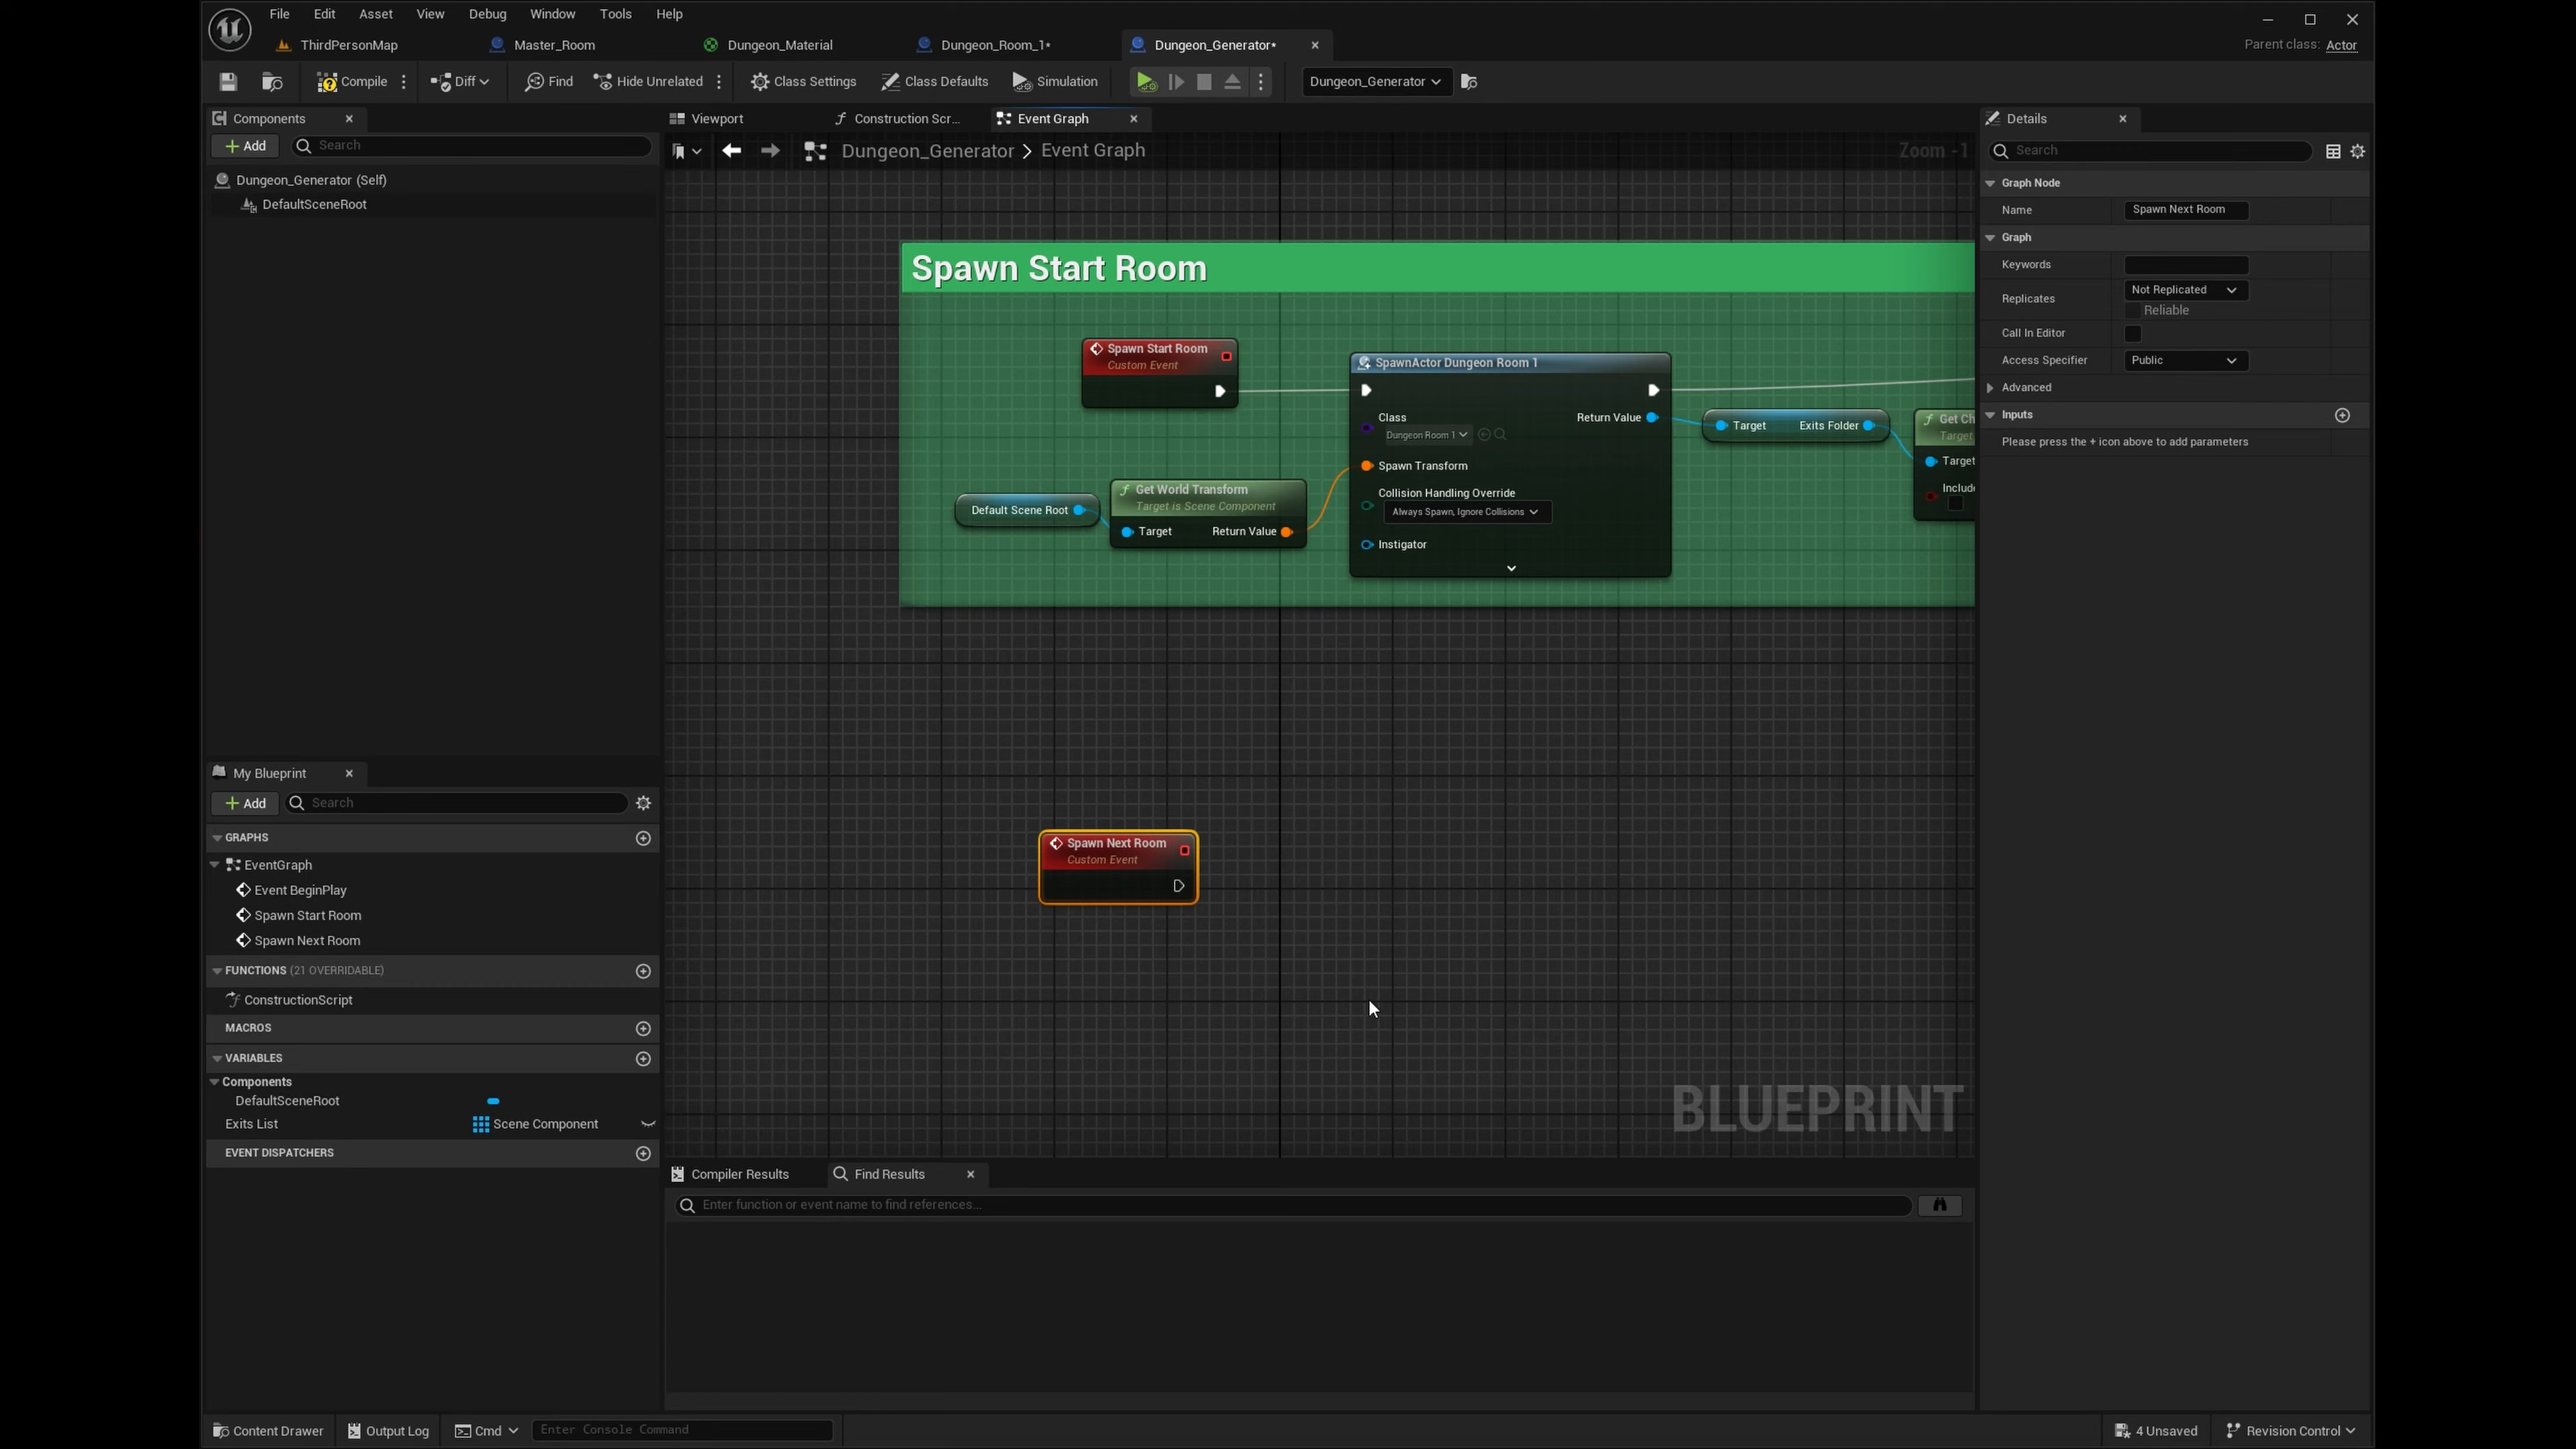 File Edit Asset View Debug Window Tools Help
ThirdPersonMap Master_Room Dungeon_Material Dungeon_Room_1* Dungeon_Generator* Parent class: Actor
Compile Diff Find Hide Unrelated Class Settings Class Defaults Simulation Dungeon_Generator
Components
Add Search
Dungeon_Generator (Self)
DefaultSceneRoot
Viewport Construction Scr... Event Graph
Dungeon_Generator > Event Graph Zoom -1
Spawn Start Room
Spawn Start Room
Custom Event
SpawnActor Dungeon Room 1
Class
Dungeon Room 1
Return Value
Spawn Transform
Collision Handling Override
Always Spawn, Ignore Collisions
Instigator
Default Scene Root
Get World Transform
Target is Scene Component
Target Return Value
Target Exits Folder
Get Ch
Target
Target
Include
Spawn Next Room
Custom Event
BLUEPRINT
Details
Search
Graph Node
Name Spawn Next Room
Graph
Keywords
Replicates Not Replicated
Reliable
Call In Editor
Access Specifier Public
Advanced
Inputs
Please press the + icon above to add parameters
My Blueprint
Add Search
GRAPHS
EventGraph
Event BeginPlay
Spawn Start Room
Spawn Next Room
FUNCTIONS (21 OVERRIDABLE)
ConstructionScript
MACROS
VARIABLES
Components
DefaultSceneRoot
Exits List Scene Component
EVENT DISPATCHERS
Compiler Results Find Results
Enter function or event name to find references...
Content Drawer Output Log Cmd Enter Console Command 4 Unsaved Revision Control